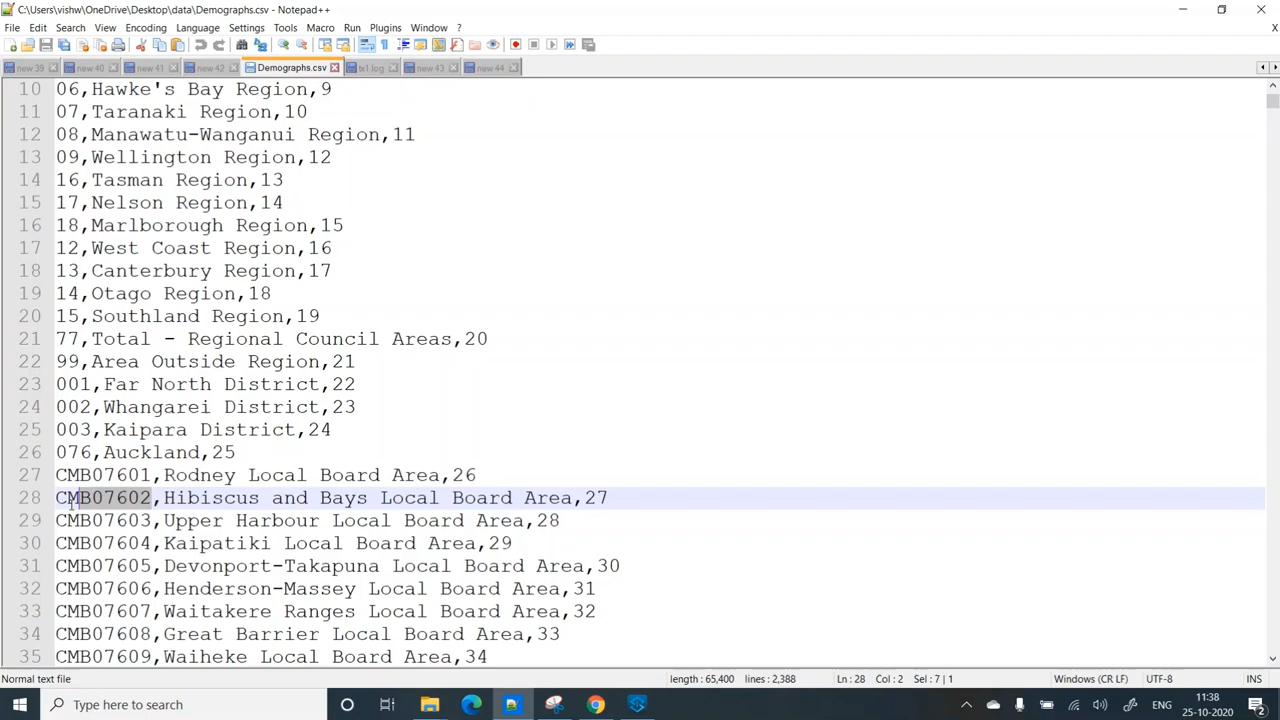 C:\Users\vishw\OneDrive\Desktop\data\Demographs.csv - Notepad++
File Edit Search View Encoding Language Settings Tools Macro Run Plugins Window ? X
new 39 new 40 new 41 new 42 Demographs.csv tx1.log new 43 new 44
10 06,Hawke's Bay Region,9
11 07,Taranaki Region,10
12 08,Manawatu-Wanganui Region,11
13 09,Wellington Region,12
14 16,Tasman Region,13
15 17,Nelson Region,14
16 18,Marlborough Region,15
17 12,West Coast Region,16
18 13,Canterbury Region,17
19 14,Otago Region,18
20 15,Southland Region,19
21 77,Total - Regional Council Areas,20
22 99,Area Outside Region,21
23 001,Far North District,22
24 002,Whangarei District,23
25 003,Kaipara District,24
26 076,Auckland,25
27 CMB07601,Rodney Local Board Area,26
28 CMB07602,Hibiscus and Bays Local Board Area,27
29 CMB07603,Upper Harbour Local Board Area,28
30 CMB07604,Kaipatiki Local Board Area,29
31 CMB07605,Devonport-Takapuna Local Board Area,30
32 CMB07606,Henderson-Massey Local Board Area,31
33 CMB07607,Waitakere Ranges Local Board Area,32
34 CMB07608,Great Barrier Local Board Area,33
35 CMB07609,Waiheke Local Board Area,34
Normal text file length : 65,400 lines : 2,388 Ln : 28 Col : 2 Sel : 7 | 1 Windows (CR LF) UTF-8 INS
Type here to search ENG 11:38
25-10-2020 2